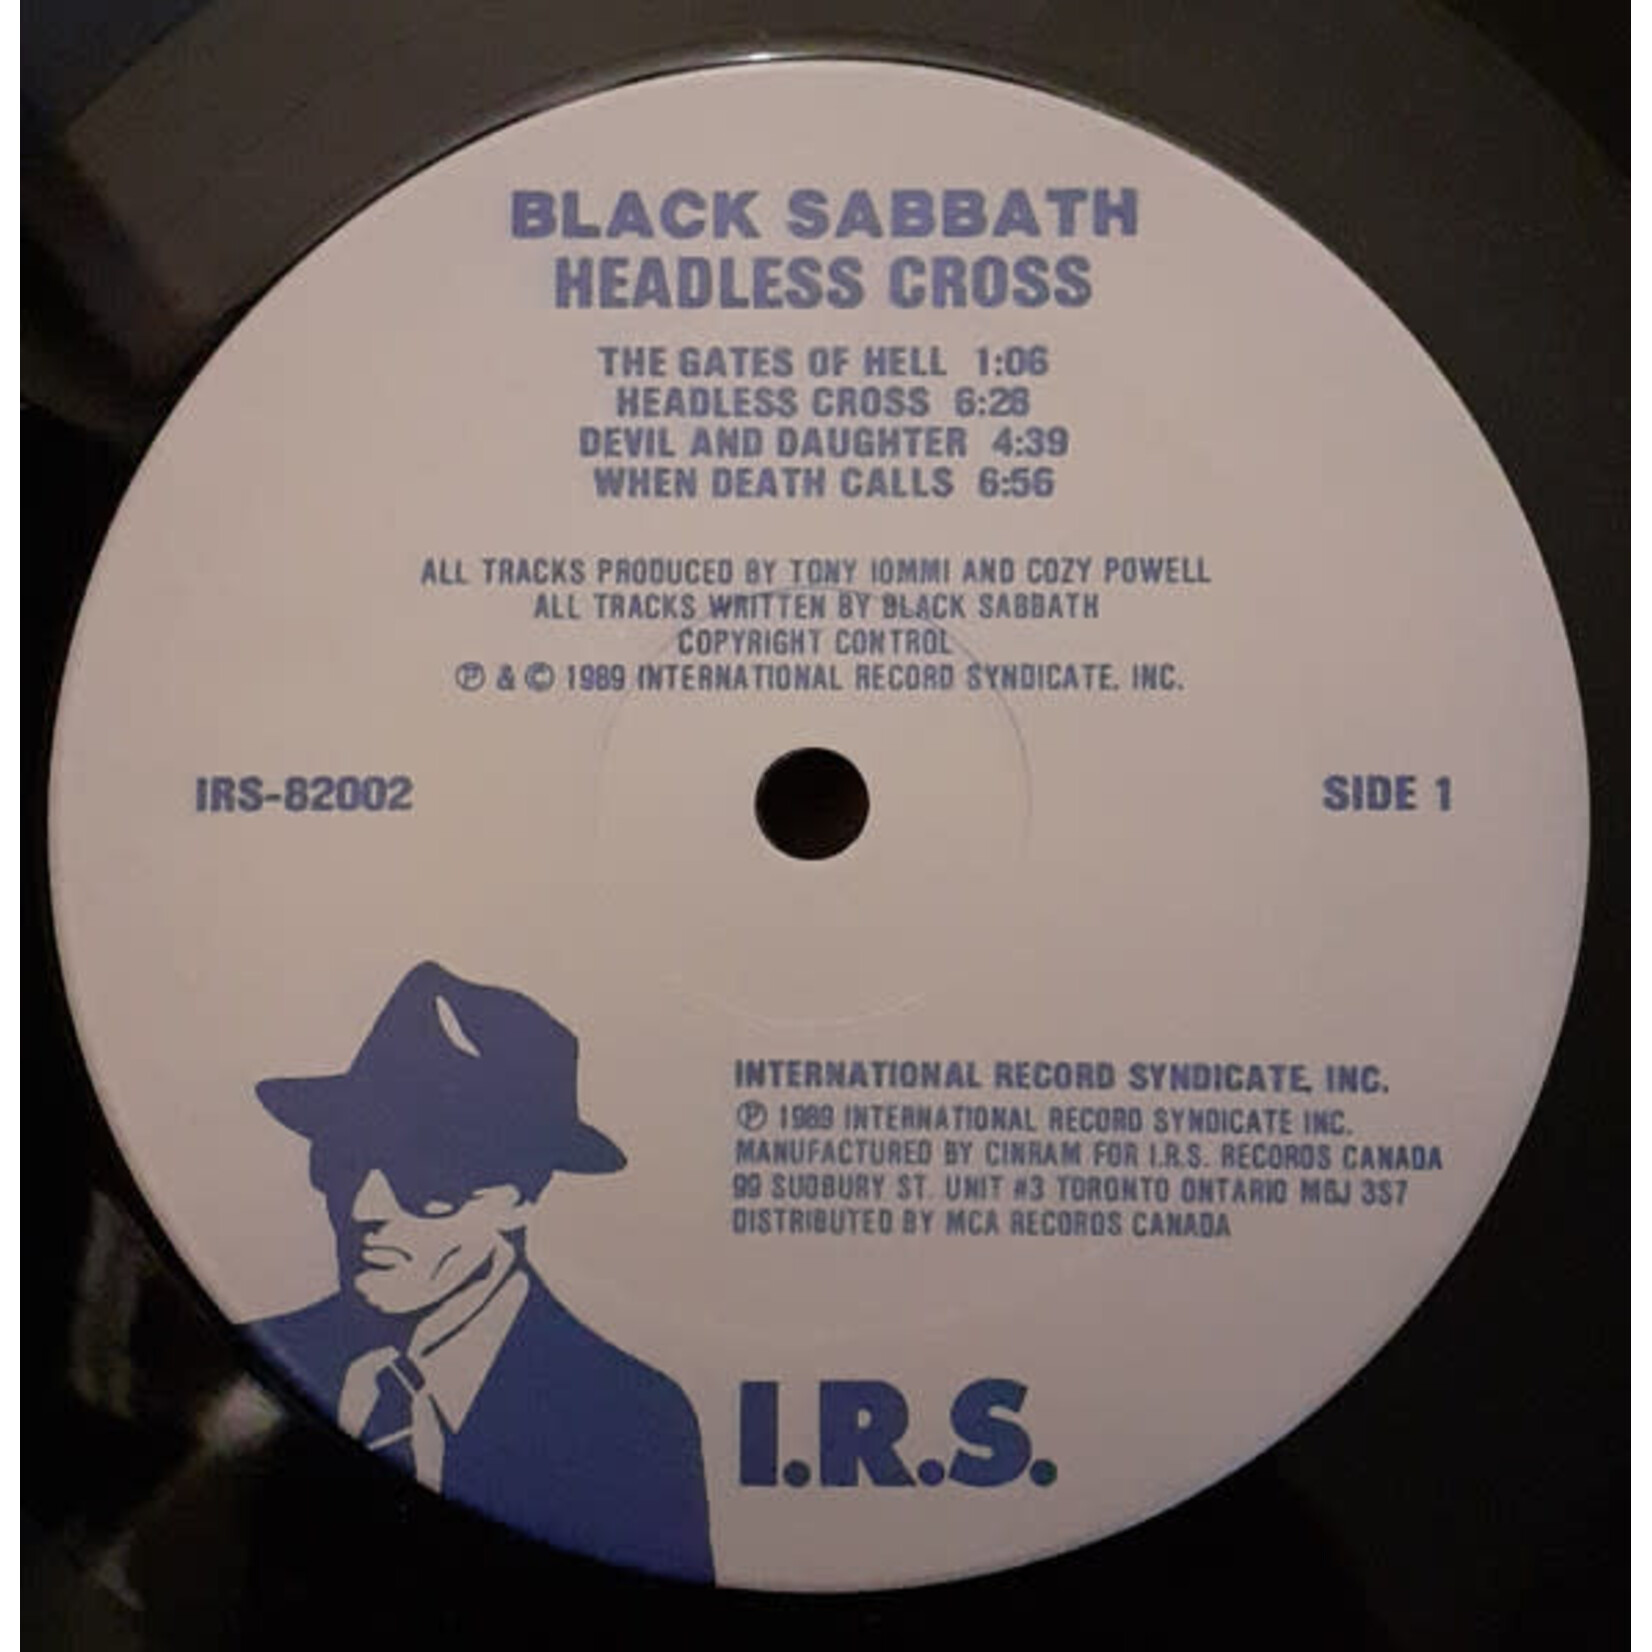 BLACK SABBATH
HEADLESS CROSS
THE GATES OF HELL 1:06
HEADLESS CROSS 6:28
DEVIL AND DAUGHTER 4:39
WHEN DEATH CALLS 6:56
ALL TRACKS PRODUCED BY TONY IOMMI AND COZY POWELL
ALL TRACKS WRITTEN BY BLACK SABBATH
COPYRIGHT CONTROL
℗ & © 1989 INTERNATIONAL RECORD SYNDICATE, INC.
IRS-82002
SIDE 1
INTERNATIONAL RECORD SYNDICATE, INC.
℗ 1989 INTERNATIONAL RECORD SYNDICATE INC.
MANUFACTURED BY CINRAM FOR I.R.S. RECORDS CANADA
99 SUDBURY ST. UNIT #3 TORONTO ONTARIO M6J 3S7
DISTRIBUTED BY MCA RECORDS CANADA
I.R.S.